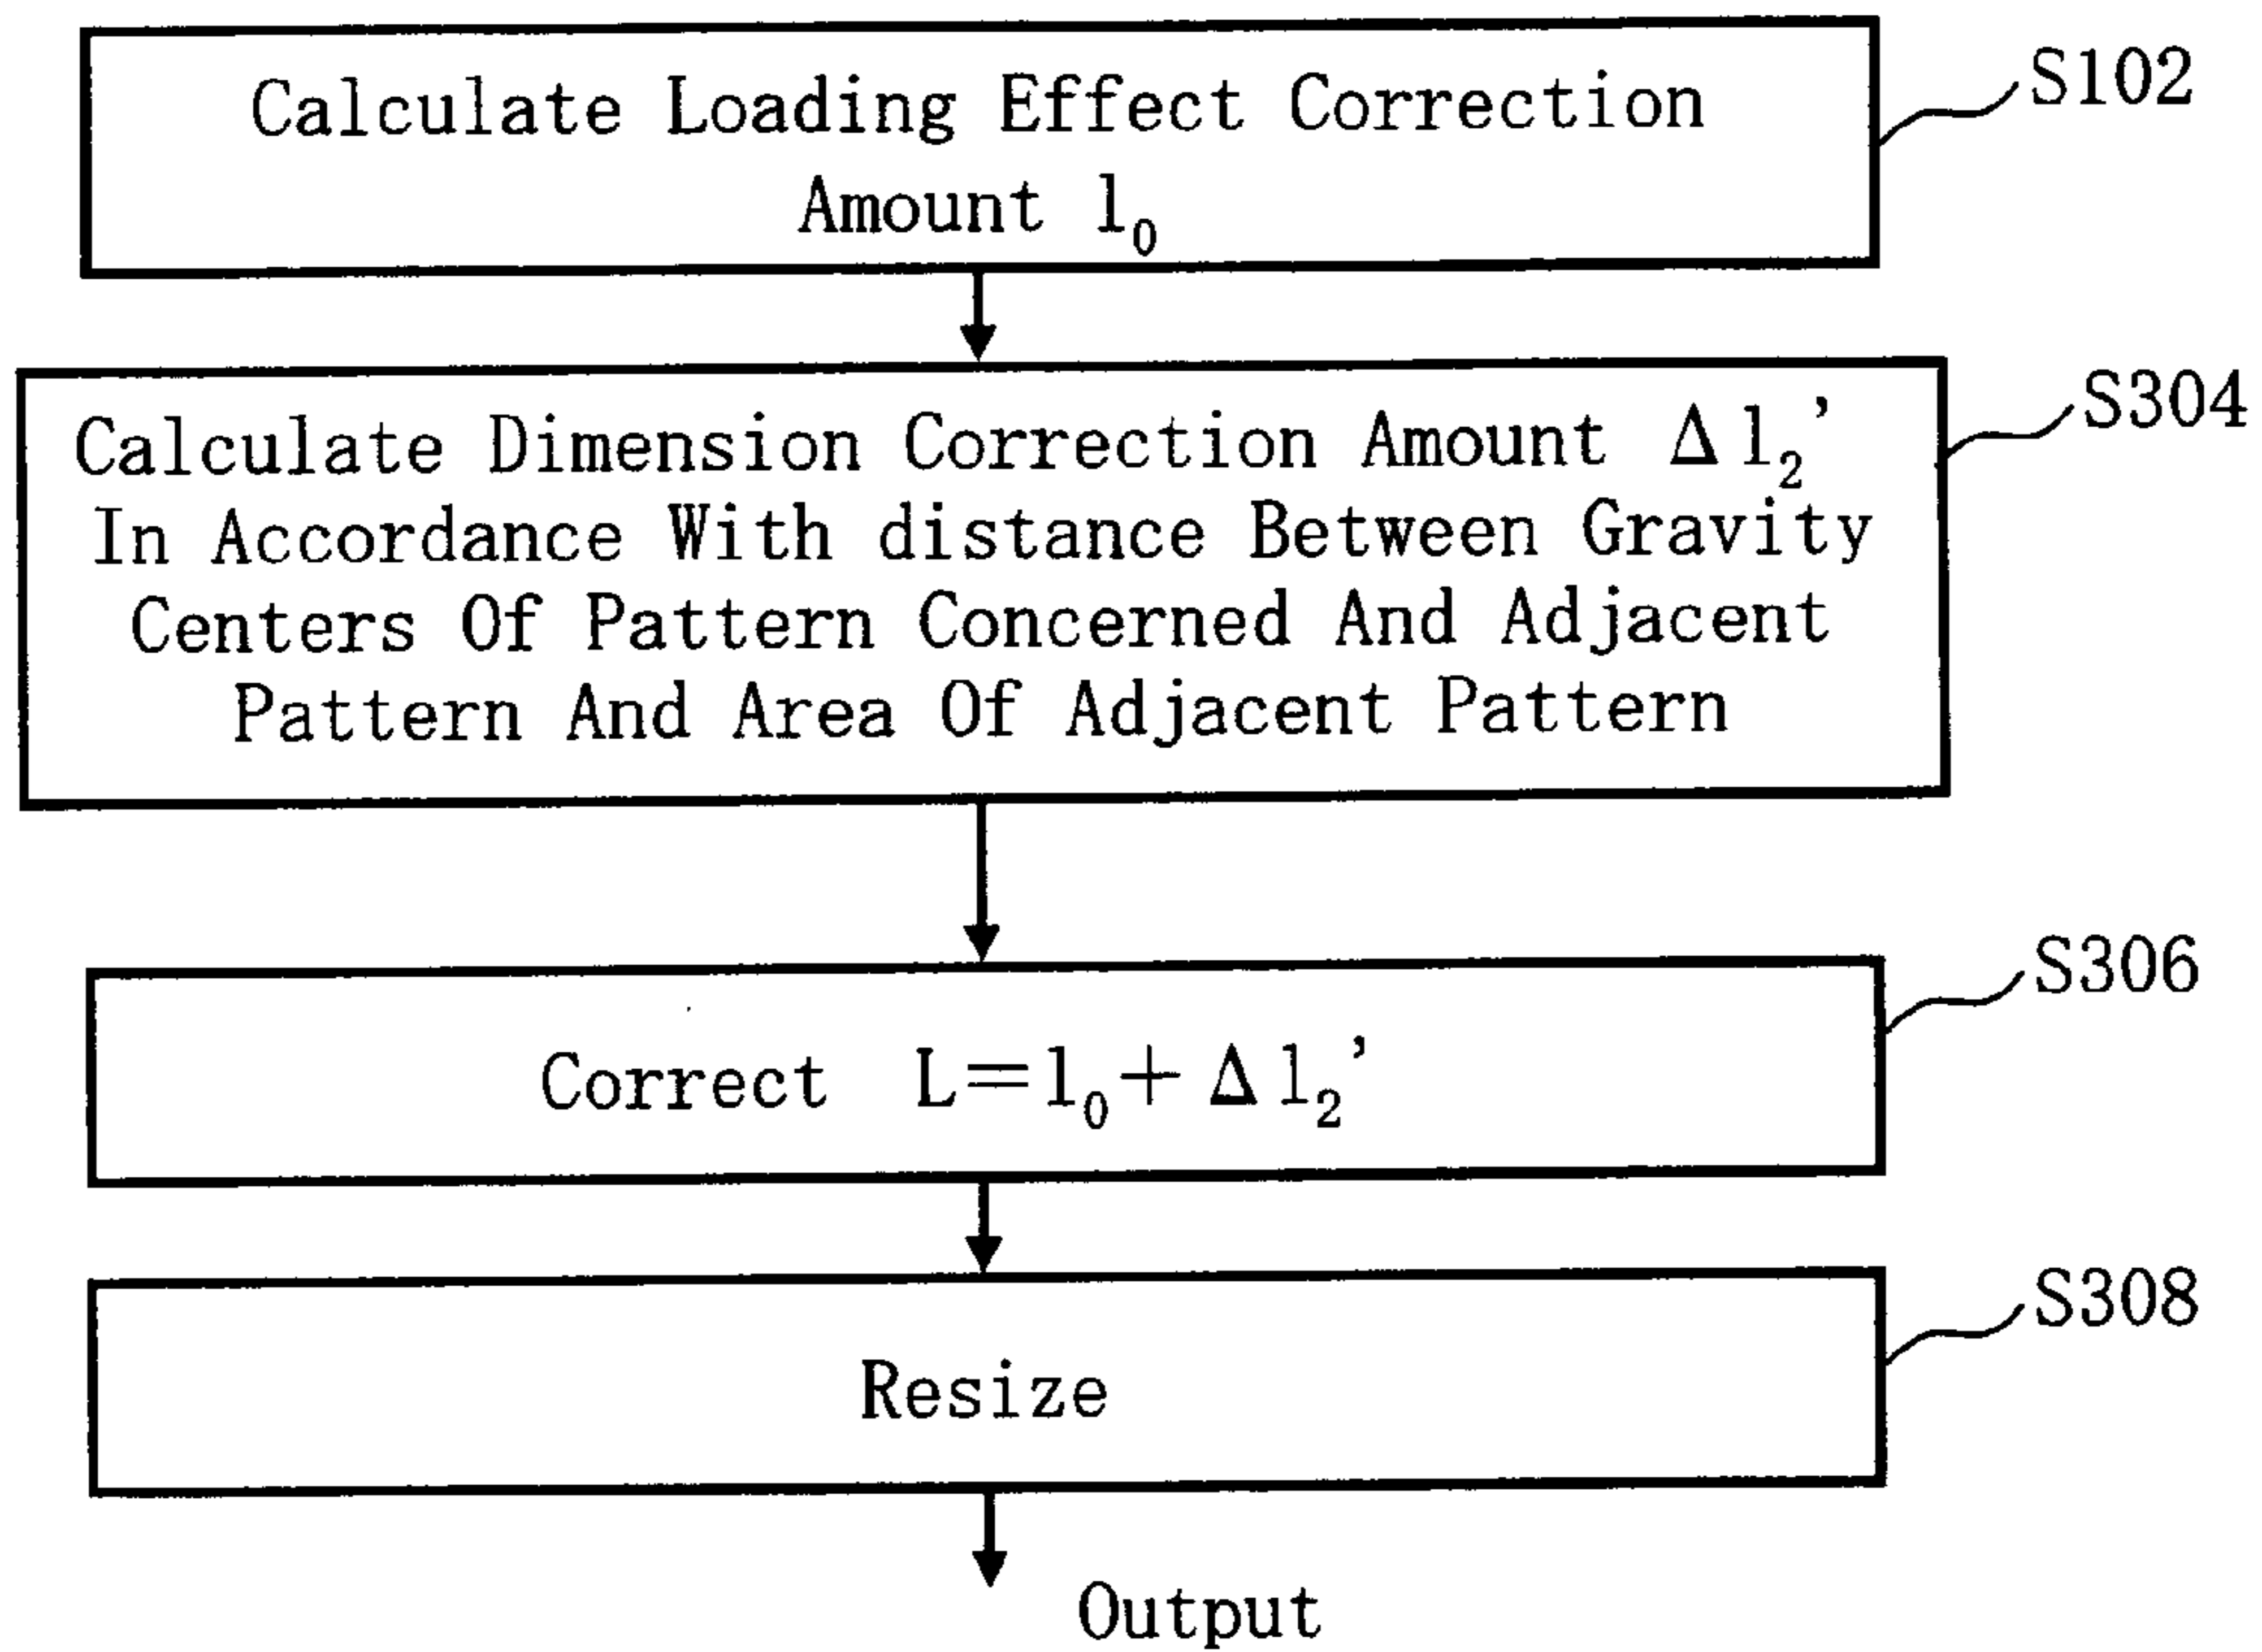 Calculate Loading Effect Correction
Amount l₀
S102
Calculate Dimension Correction Amount Δl₂’
In Accordance With distance Between Gravity
Centers Of Pattern Concerned And Adjacent
Pattern And Area Of Adjacent Pattern
S304
Correct L=l₀+Δl₂’
S306
Resize
S308
Output